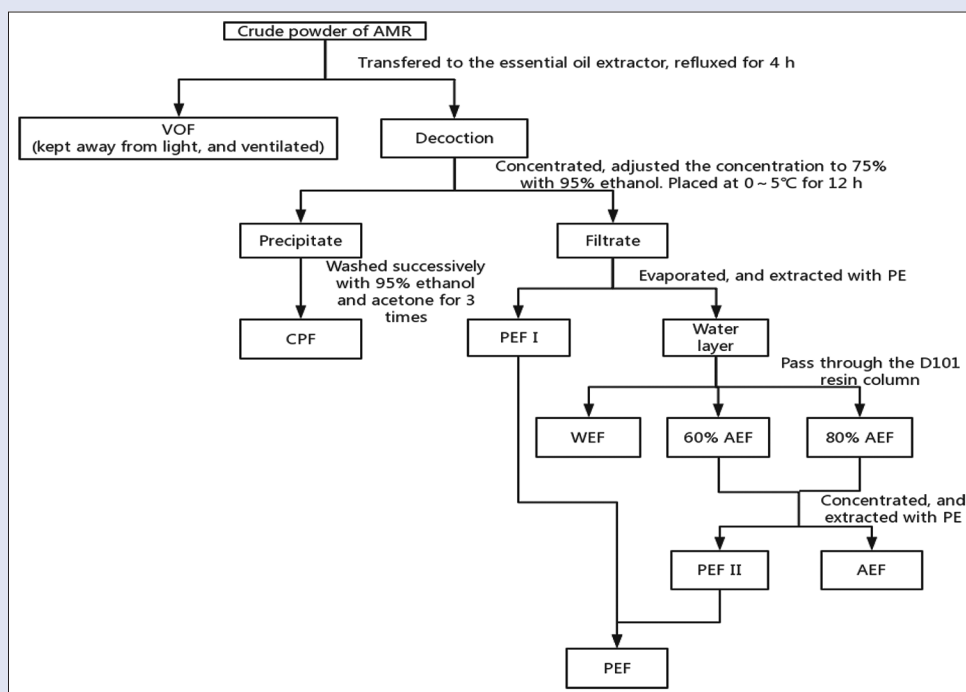 Crude powder of AMR
Transfered to the essential oil extractor, refluxed for 4 h
VOF
(kept away from light, and ventilated)
Decoction
Concentrated, adjusted the concentration to 75%
with 95% ethanol. Placed at 0~5℃ for 12 h
Precipitate
Filtrate
Washed successively
with 95% ethanol
and acetone for 3
times
Evaporated, and extracted with PE
CPF
PEF I
Water
layer
Pass through the D101
resin column
WEF
60% AEF
80% AEF
Concentrated, and
extracted with PE
PEF II
AEF
PEF